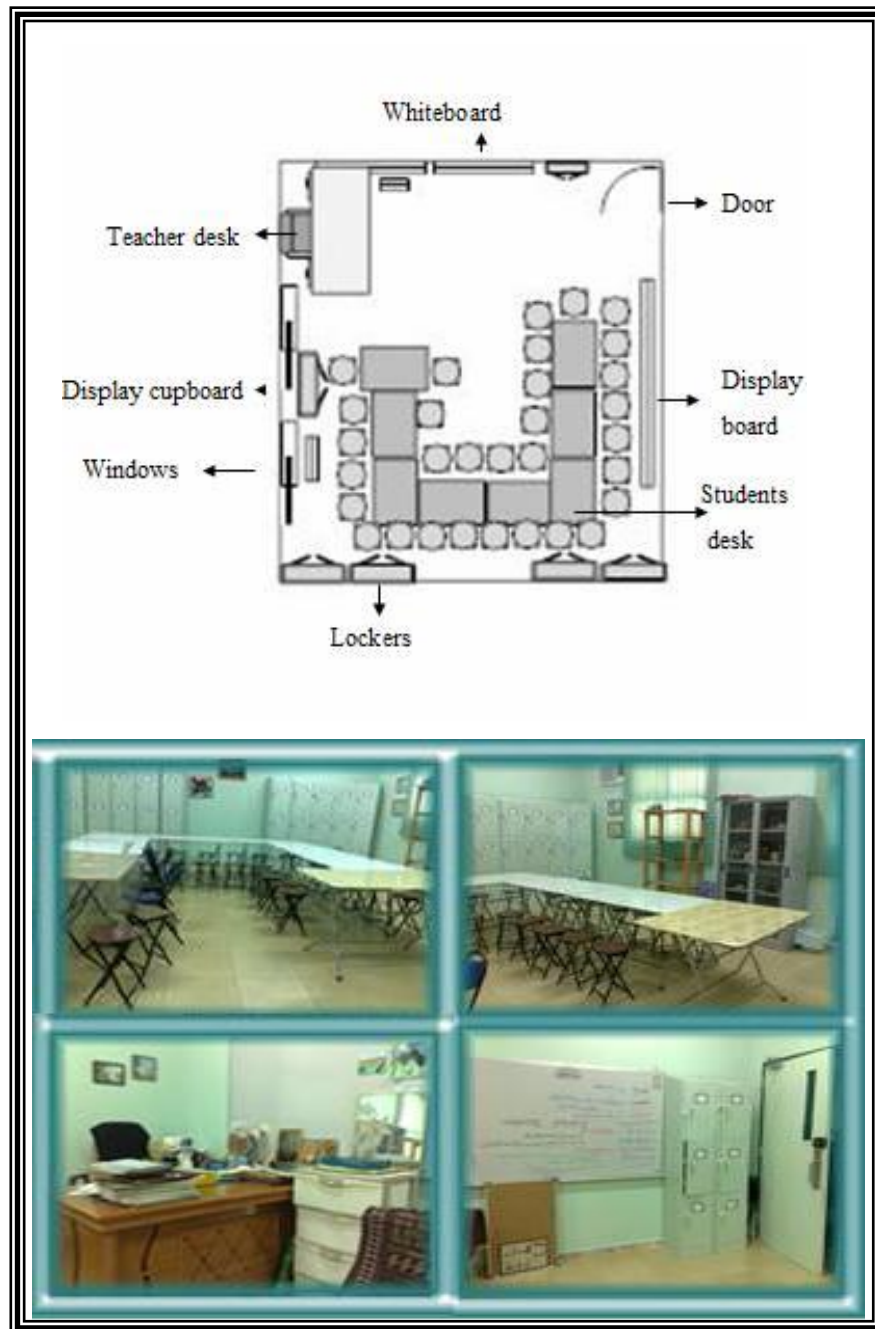 Whiteboard
Door
Teacher desk
Display cupboard
Display
board
Windows
Students
desk
Lockers